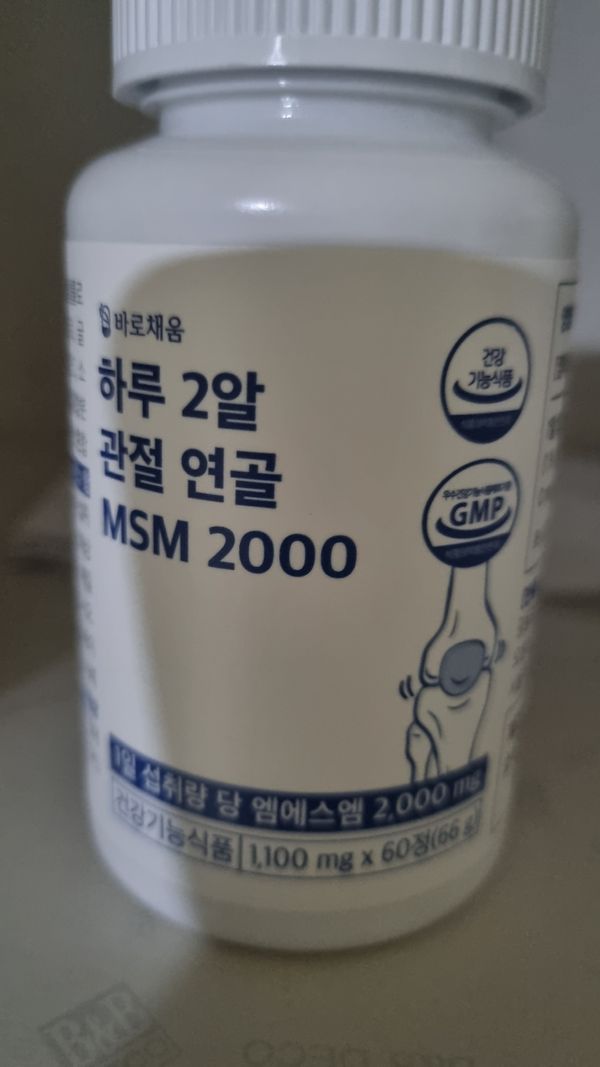 바로채움
하루 2알
관절 연골
MSM 2000
건강
기능식품
GMP
1일 섭취량 당 엠에스엠 2,000 mg
건강기능식품 1,100 mg x 60정(66 g)
B&B
DECO